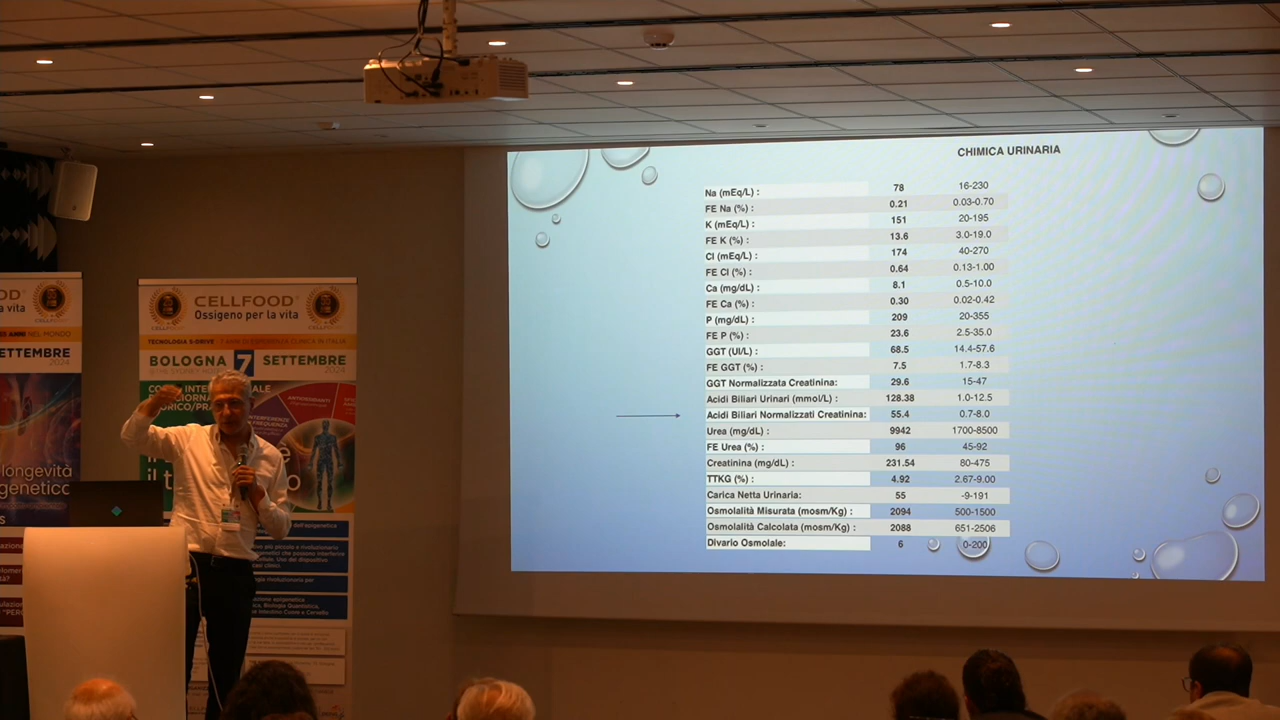 CHIMICA URINARIA
Na (mEq/L) : 78 16-230
FE Na (%) : 0.21 0.03-0.70
K (mEq/L) : 151 20-195
FE K (%) : 13.6 3.0-19.0
Cl (mEq/L) : 174 40-270
FE Cl (%) : 0.64 0.13-1.00
Ca (mg/dL) : 8.1 0.5-10.0
FE Ca (%) : 0.30 0.02-0.42
P (mg/dL) : 209 20-355
FE P (%) : 23.6 2.5-35.0
GGT (UI/L) : 68.5 14.4-57.6
FE GGT (%) : 7.5 1.7-8.3
GGT Normalizzata Creatinina: 29.6 15-47
Acidi Biliari Urinari (mmol/L) : 128.38 1.0-12.5
Acidi Biliari Normalizzati Creatinina: 55.4 0.7-8.0
Urea (mg/dL) : 9942 1700-8500
FE Urea (%) : 96 45-92
Creatinina (mg/dL) : 231.54 80-475
TTKG (%) : 4.92 2.67-9.00
Carica Netta Urinaria: 55 -9-191
Osmolalità Misurata (mosm/Kg) : 2094 500-1500
Osmolalità Calcolata (mosm/Kg) : 2088 651-2506
Divario Osmolale: 6 0-200
CELLFOOD
Ossigeno per la vita
BOLOGNA 7 SETTEMBRE
2024
ANTIOSSIDANTI
a vita
NEL MONDO
SETTEMBRE
2024
longevità
genetico